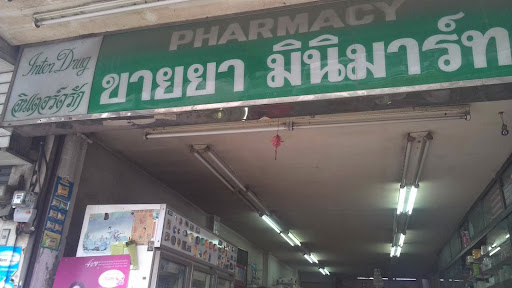 Inter Drug
อินเตอร์ดรัก
PHARMACY
ขายยา มินิมาร์ท